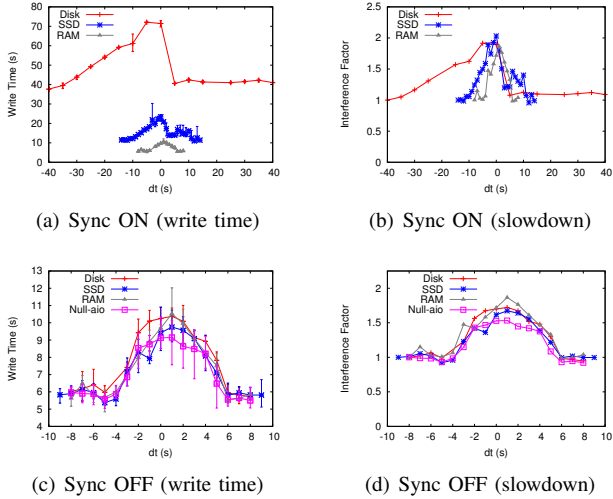 Disk
SSD
RAM
Write Time (s)
80
70
60
50
40
30
20
10
0
-40 -30 -20 -10 0 10 20 30 40
dt (s)
(a) Sync ON (write time)
Disk
SSD
RAM
Interference Factor
2.5
2
1.5
1
0.5
-40 -30 -20 -10 0 10 20 30 40
dt (s)
(b) Sync ON (slowdown)
Disk
SSD
RAM
Null-aio
Write Time (s)
13
12
11
10
9
8
7
6
5
4
-10 -8 -6 -4 -2 0 2 4 6 8 10
dt (s)
(c) Sync OFF (write time)
Disk
SSD
RAM
Null-aio
Interference Factor
2
1.5
1
0
-10 -8 -6 -4 -2 0 2 4 6 8 10
dt (s)
(d) Sync OFF (slowdown)